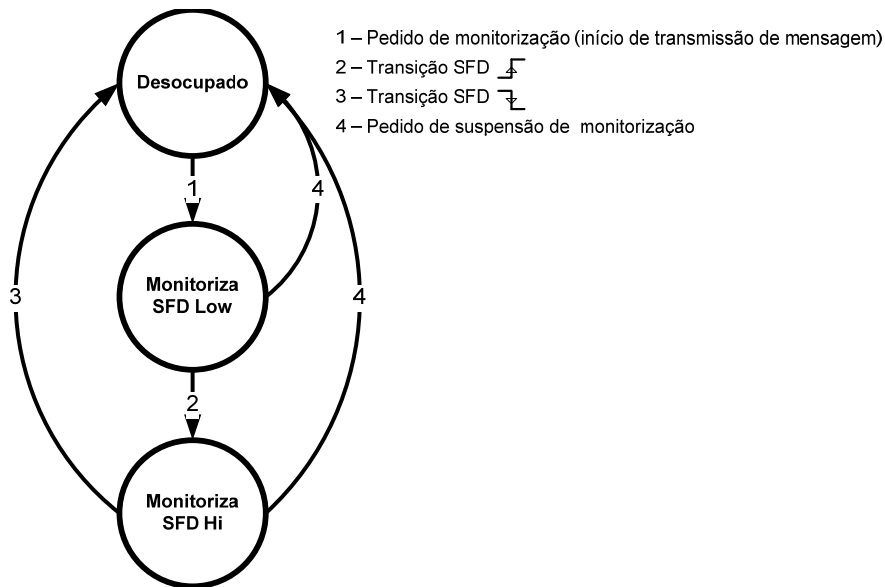 Desocupado
1 – Pedido de monitorização (início de transmissão de mensagem)
2 – Transição SFD
3 – Transição SFD
4 – Pedido de suspensão de monitorização
1
4
Monitoriza
SFD Low
3
4
2
Monitoriza
SFD Hi